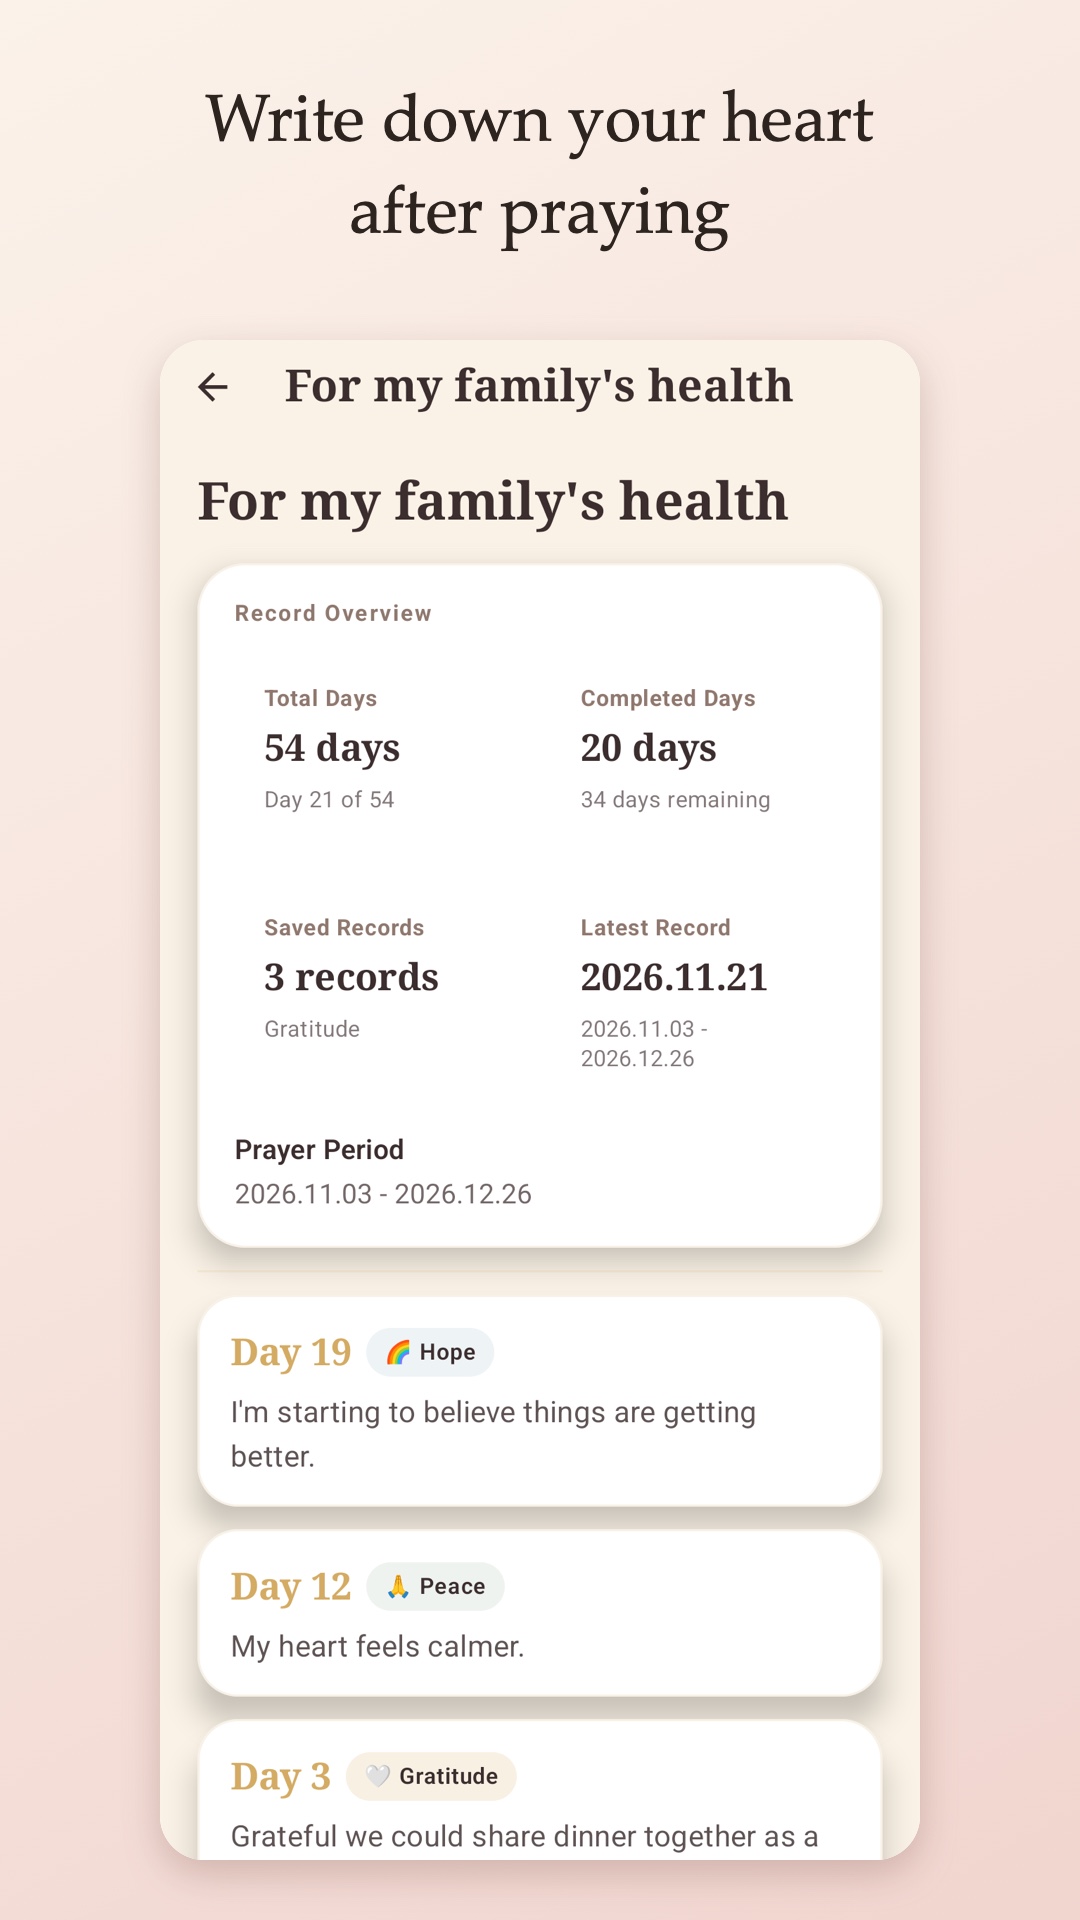 Write down your heart
after praying
For my family's health
For my family's health
Record Overview
Total Days
54 days
Day 21 of 54
Completed Days
20 days
34 days remaining
Saved Records
3 records
Gratitude
Latest Record
2026.11.21
2026.11.03 -
2026.12.26
Prayer Period
2026.11.03 - 2026.12.26
Day 19 🌈 Hope
I'm starting to believe things are getting
better.
Day 12 🙏 Peace
My heart feels calmer.
Day 3 🤍 Gratitude
Grateful we could share dinner together as a